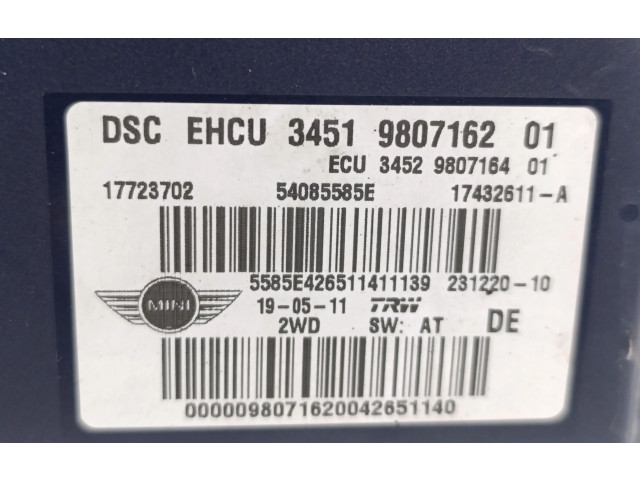 DSC EHCU 3451 9807162 01
ECU 3452 9807164 01
17723702 54085585E 17432611-A
5585E426511411139 231220-10
MINI
19-05-11 TRW
2WD SW: AT DE
0000098071620042651140